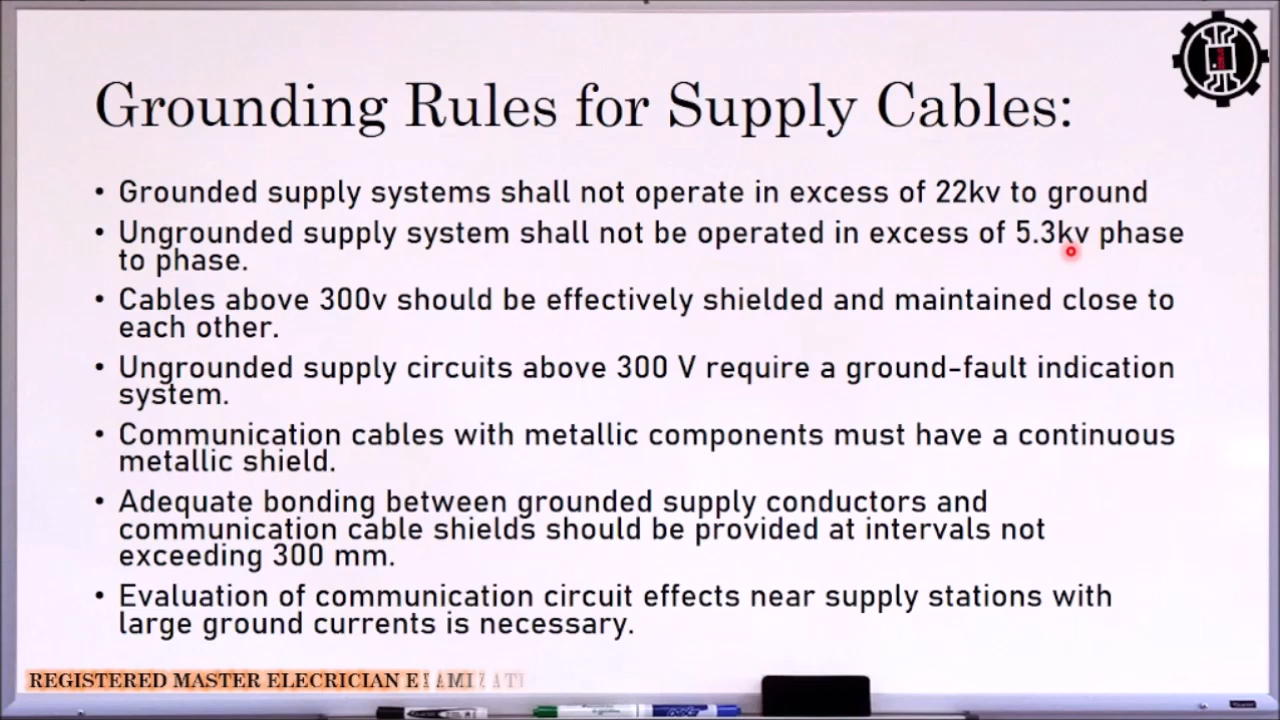 Grounding Rules for Supply Cables:
• Grounded supply systems shall not operate in excess of 22kv to ground
• Ungrounded supply system shall not be operated in excess of 5.3kv phase
to phase.
• Cables above 300v should be effectively shielded and maintained close to
each other.
• Ungrounded supply circuits above 300 V require a ground-fault indication
system.
• Communication cables with metallic components must have a continuous
metallic shield.
• Adequate bonding between grounded supply conductors and
communication cable shields should be provided at intervals not
exceeding 300 mm.
• Evaluation of communication circuit effects near supply stations with
large ground currents is necessary.
REGISTERED MASTER ELECRICIAN